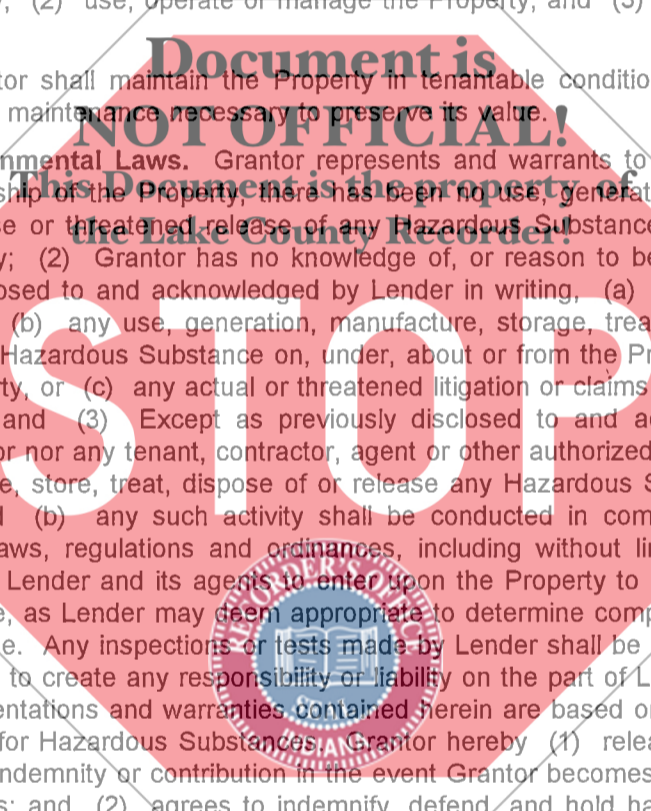 ; (2) use, operate or manage the Property; and (3)
Document is
tor shall maintain the Property in tenantable conditio
maintenance necessary to preserve its value.
NOT OFFICIAL!
nmental Laws. Grantor represents and warrants to
This Document is the property of
ship of the Property, there has been no use, generat
the Lake County Recorder!
se or threatened release of any Hazardous Substance
y; (2) Grantor has no knowledge of, or reason to be
osed to and acknowledged by Lender in writing, (a)
(b) any use, generation, manufacture, storage, trea
Hazardous Substance on, under, about or from the Pr
rty, or (c) any actual or threatened litigation or claims
and (3) Except as previously disclosed to and a
STOP
or nor any tenant, contractor, agent or other authorized
e, store, treat, dispose of or release any Hazardous S
(b) any such activity shall be conducted in com
aws, regulations and ordinances, including without li
RECORDER'S OFFICE
Lender and its agents to enter upon the Property to
e, as Lender may deem appropriate to determine comp
e. Any inspections or tests made by Lender shall be
to create any responsibility or liability on the part of L
entations and warranties contained herein are based o
INDIANA
for Hazardous Substances. Grantor hereby (1) relea
ndemnity or contribution in the event Grantor becomes
s; and (2) agrees to indemnify, defend, and hold ha